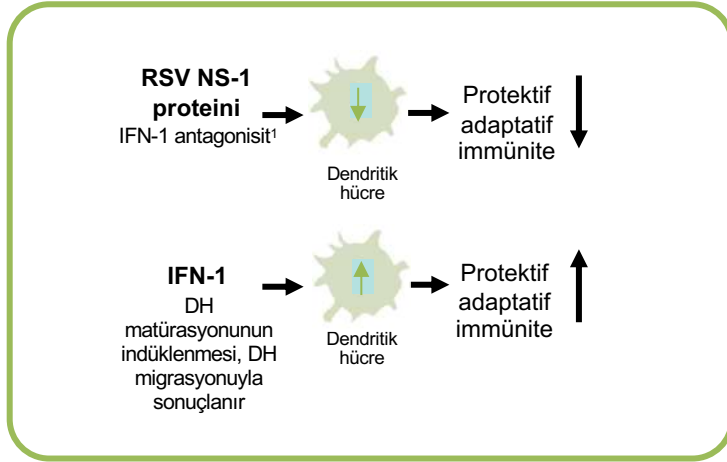 RSV NS-1
proteini
IFN-1 antagonisit¹
Dendritik
hücre
Protektif
adaptatif
immünite
IFN-1
DH
matürasyonunun
indüklenmesi, DH
migrasyonuyla
sonuçlanır
Dendritik
hücre
Protektif
adaptatif
immünite